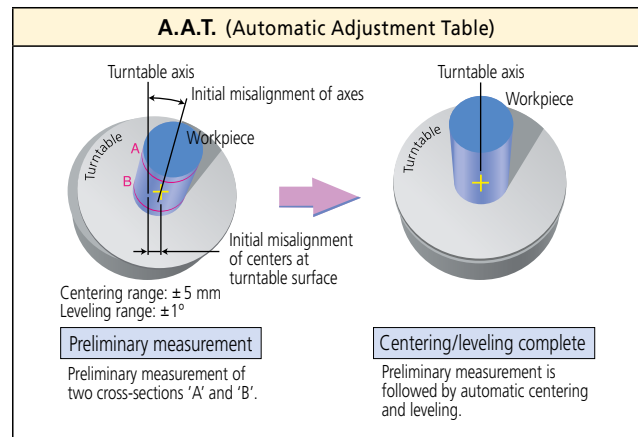 A.A.T. (Automatic Adjustment Table)
Turntable axis
Initial misalignment of axes
Workpiece
Turntable
A
B
Initial misalignment
of centers at
turntable surface
Centering range: ±5 mm
Leveling range: ±1º
Preliminary measurement
Preliminary measurement of
two cross-sections ‘A’ and ‘B’.
Turntable axis
Workpiece
Turntable
Centering/leveling complete
Preliminary measurement is
followed by automatic centering
and leveling.